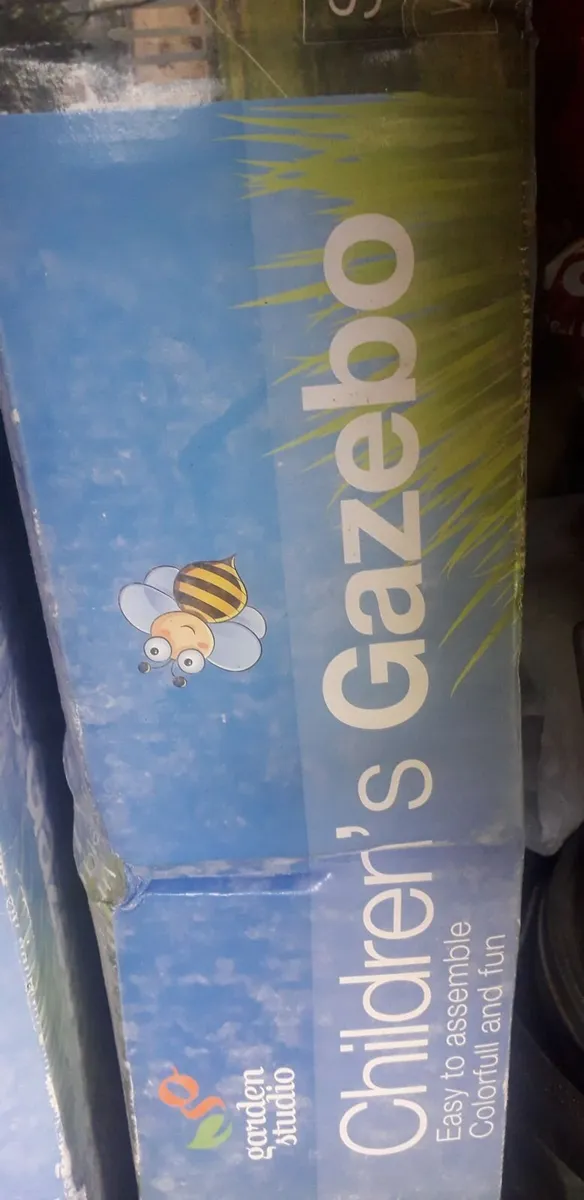 garden
studio
Children's Gazebo
Easy to assemble
Colorfull and fun